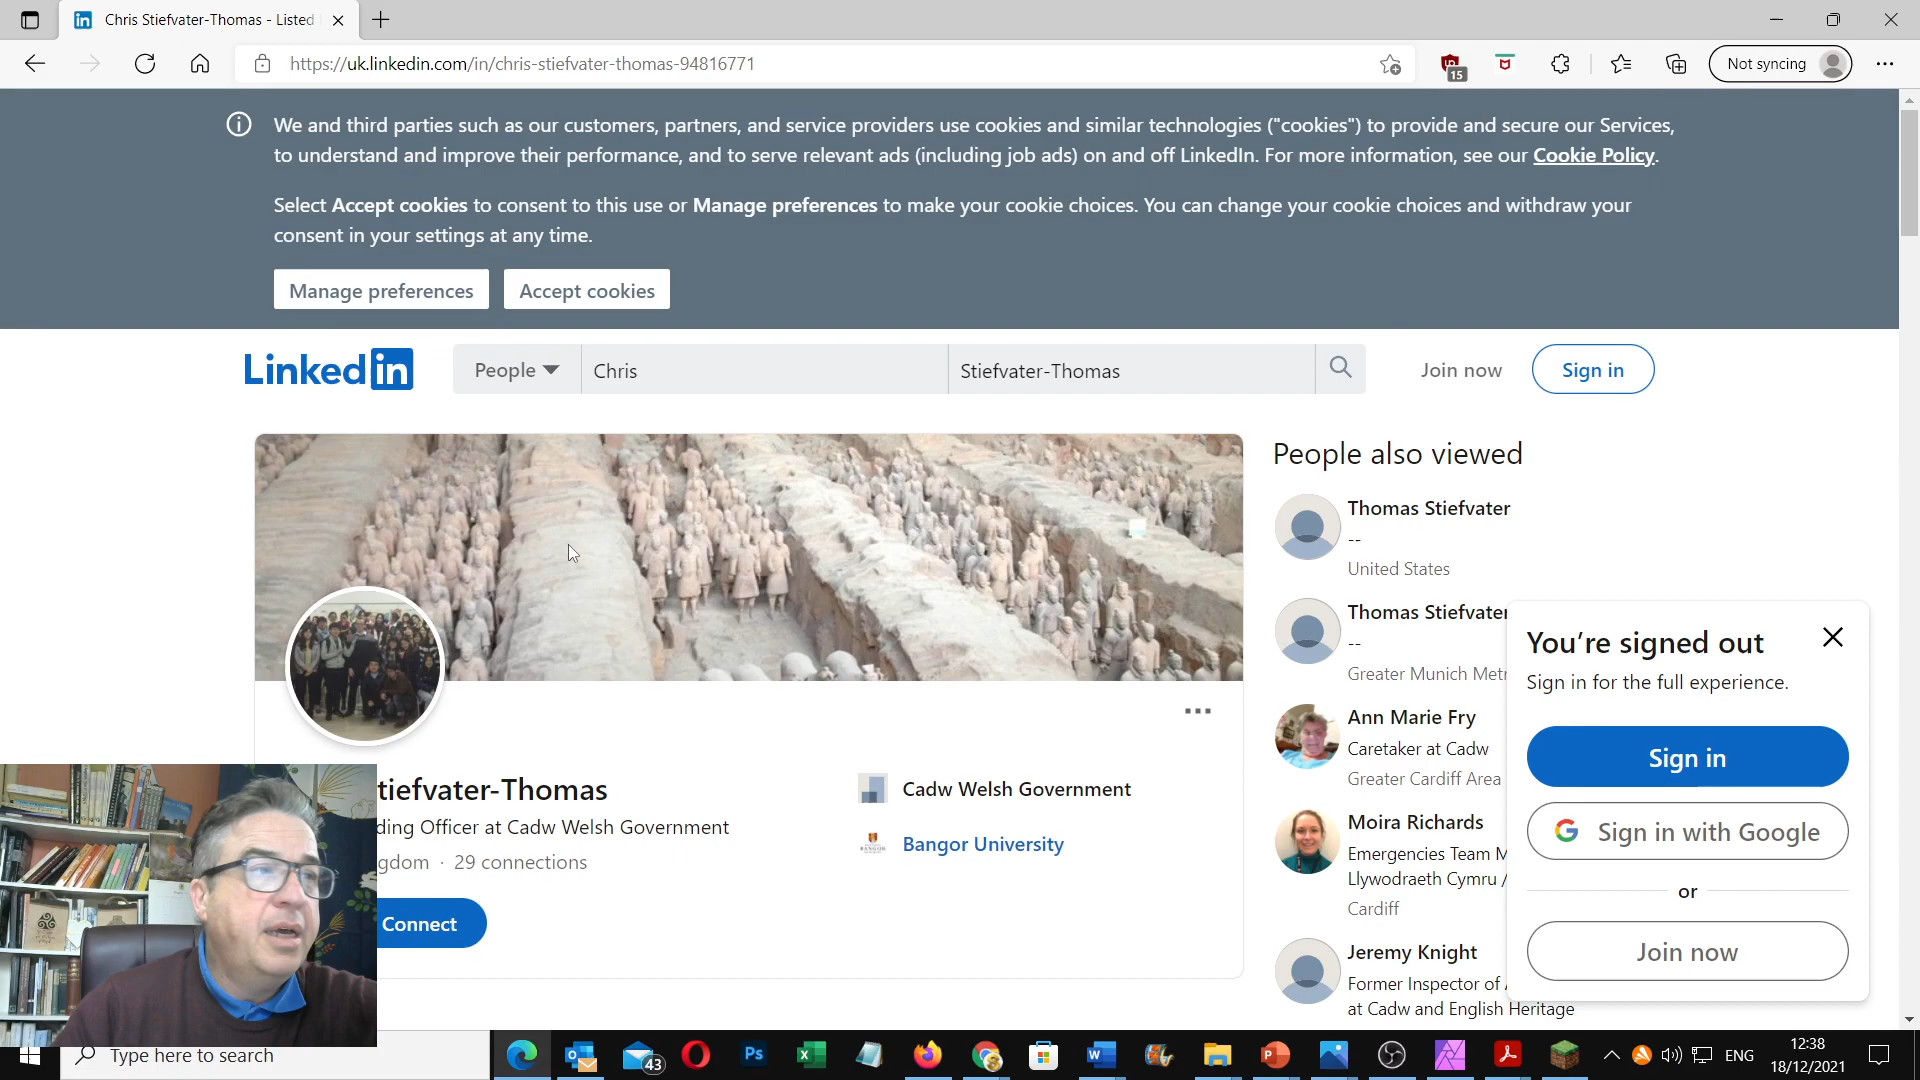 Chris Stiefvater-Thomas - Listed
https://uk.linkedin.com/in/chris-stiefvater-thomas-94816771
15
Not syncing
We and third parties such as our customers, partners, and service providers use cookies and similar technologies ("cookies") to provide and secure our Services,
to understand and improve their performance, and to serve relevant ads (including job ads) on and off LinkedIn. For more information, see our Cookie Policy.
Select Accept cookies to consent to this use or Manage preferences to make your cookie choices. You can change your cookie choices and withdraw your
consent in your settings at any time.
Manage preferences Accept cookies
Linkedin
People Chris Stiefvater-Thomas
Join now Sign in
People also viewed
Thomas Stiefvater
--
United States
Thomas Stiefvater
--
Greater Munich Metr
Ann Marie Fry
Caretaker at Cadw
Greater Cardiff Area
Moira Richards
Emergencies Team M
Llywodraeth Cymru /
Cardiff
Jeremy Knight
Former Inspector of
at Cadw and English Heritage
You're signed out
Sign in for the full experience.
Sign in
Sign in with Google
or
Join now
tiefvater-Thomas
ding Officer at Cadw Welsh Government
gdom · 29 connections
Connect
Cadw Welsh Government
Bangor University
Type here to search
Ps
43
ENG
12:38
18/12/2021